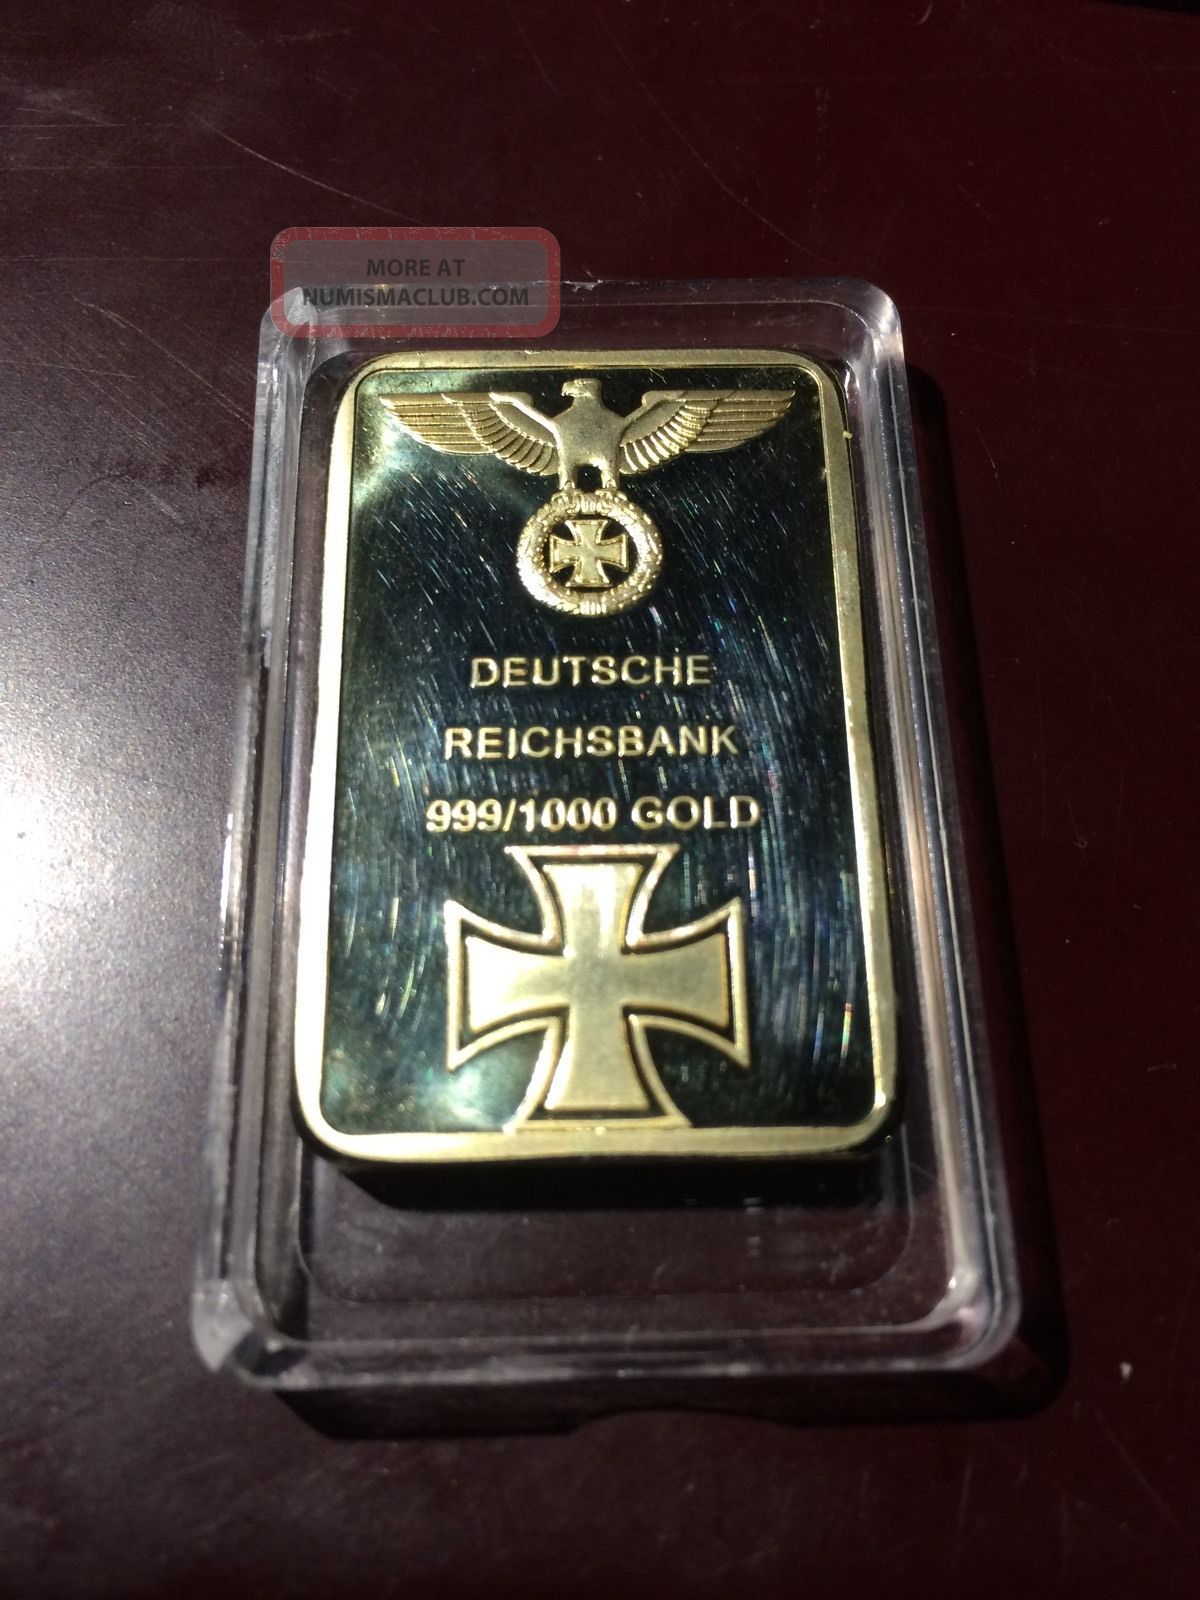 MORE AT
NUMISMACLUB.COM
DEUTSCHE
REICHSBANK
999/1000 GOLD